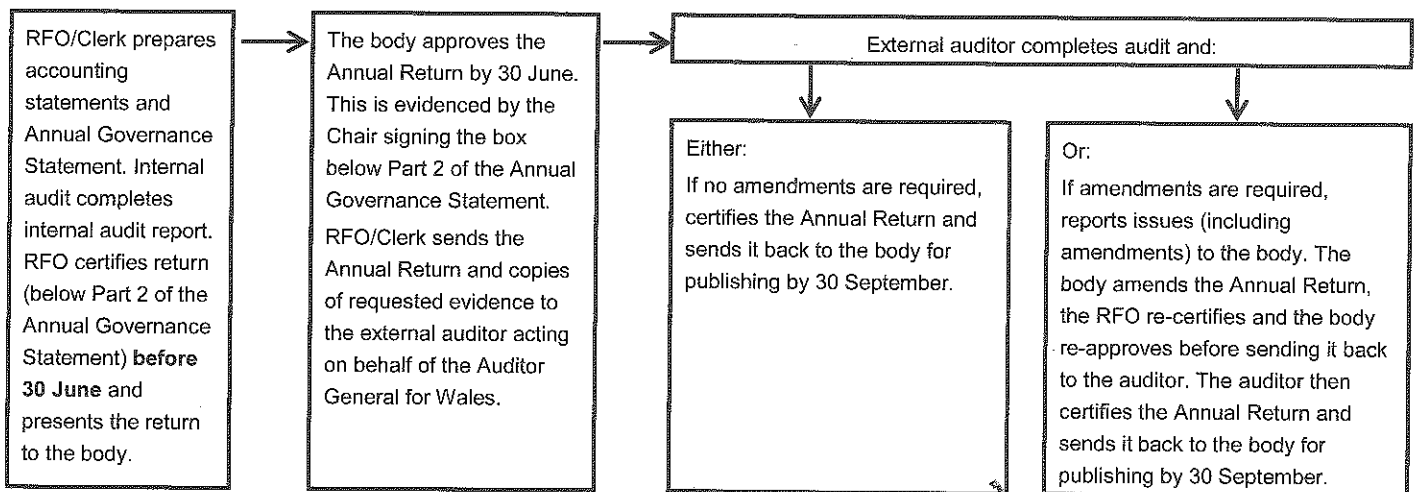 RFO/Clerk prepares
accounting
statements and
Annual Governance
Statement. Internal
audit completes
internal audit report.
RFO certifies return
(below Part 2 of the
Annual Governance
Statement) before
30 June and
presents the return
to the body.
The body approves the
Annual Return by 30 June.
This is evidenced by the
Chair signing the box
below Part 2 of the Annual
Governance Statement.
RFO/Clerk sends the
Annual Return and copies
of requested evidence to
the external auditor acting
on behalf of the Auditor
General for Wales.
External auditor completes audit and:
Either:
If no amendments are required,
certifies the Annual Return and
sends it back to the body for
publishing by 30 September.
Or:
If amendments are required,
reports issues (including
amendments) to the body. The
body amends the Annual Return,
the RFO re-certifies and the body
re-approves before sending it back
to the auditor. The auditor then
certifies the Annual Return and
sends it back to the body for
publishing by 30 September.